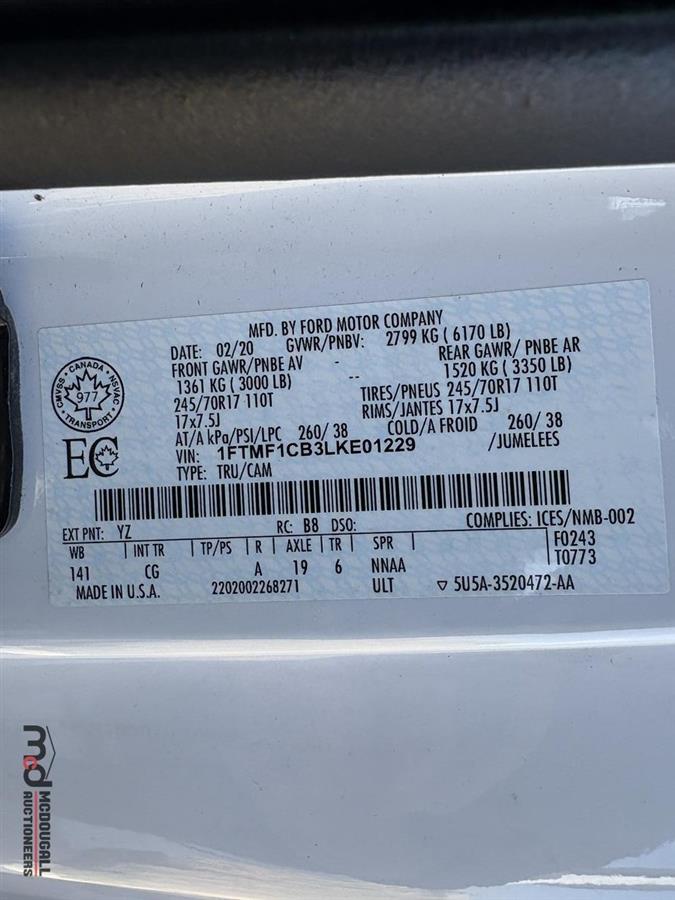 MFD. BY FORD MOTOR COMPANY
DATE: 02/20 GVWR/PNBV: 2799 KG ( 6170 LB)
FRONT GAWR/PNBE AV - REAR GAWR/ PNBE AR
1361 KG ( 3000 LB) -- 1520 KG ( 3350 LB)
245/70R17 110T TIRES/PNEUS 245/70R17 110T
17x7.5J RIMS/JANTES 17x7.5J
AT/A kPa/PSI/LPC 260/ 38 COLD/A FROID 260/ 38
VIN: 1FTMF1CB3LKE01229 /JUMELEES
TYPE: TRU/CAM
CANADA
CMVSS
NSVAC
977
TRANSPORT
EC
EXT PNT: YZ RC: B8 DSO: COMPLIES: ICES/NMB-002
WB INT TR TP/PS R AXLE TR SPR F0243
141 CG A 19 6 NNAA T0773
MADE IN U.S.A. 2202002268271 ULT ▽ 5U5A-3520472-AA
mcd
MCDOUGALL
AUCTIONEERS